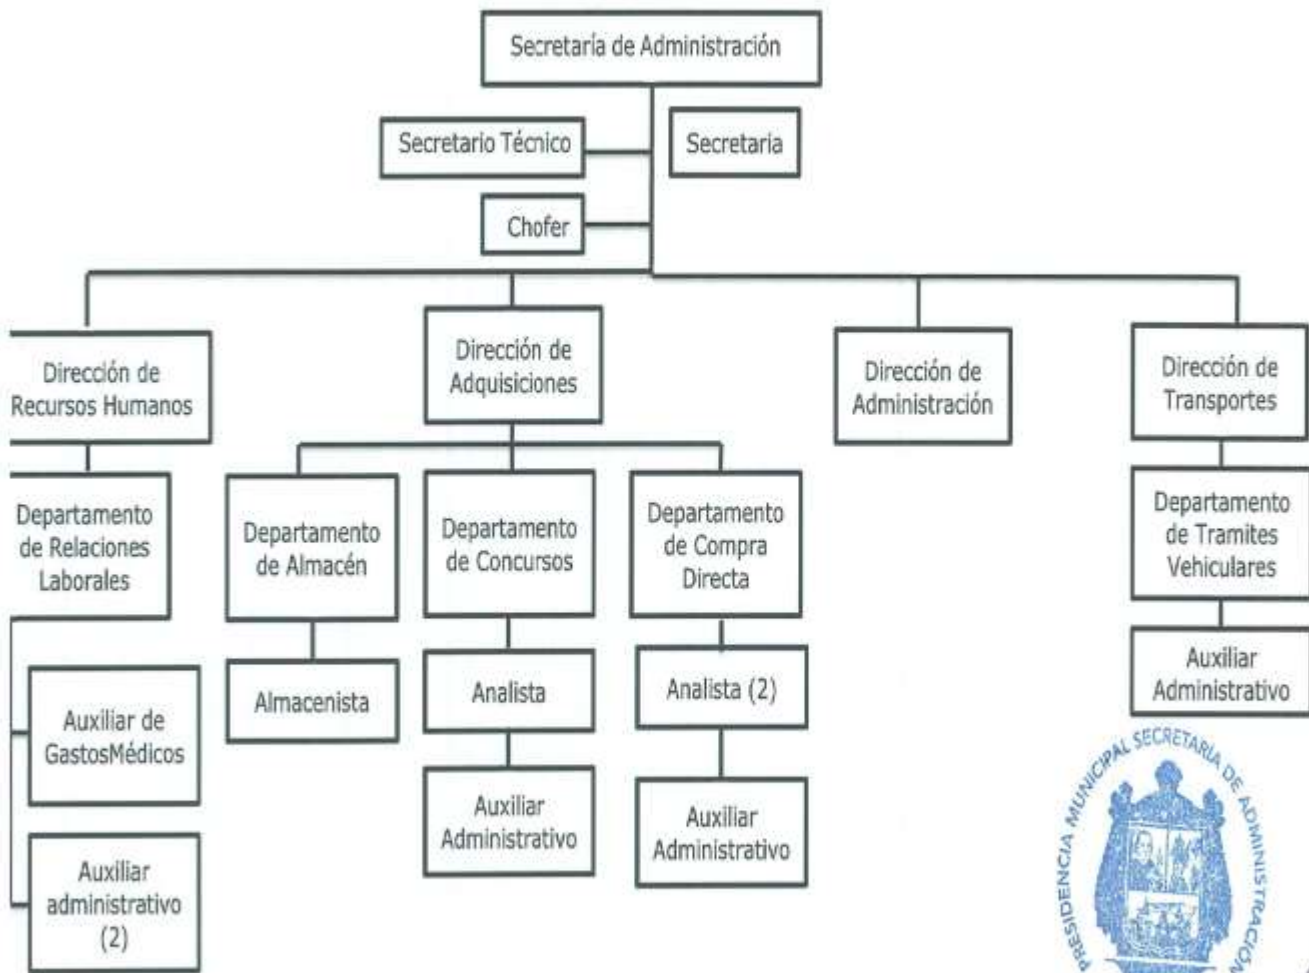 Secretaría de Administración
Secretario Técnico
Secretaria
Chofer
Dirección de
Recursos Humanos
Dirección de
Adquisiciones
Dirección de
Administración
Dirección de
Transportes
Departamento
de Relaciones
Laborales
Departamento
de Almacén
Departamento
de Concursos
Departamento
de Compra
Directa
Departamento
de Tramites
Vehiculares
Auxiliar de
GastosMédicos
Almacenista
Analista
Analista (2)
Auxiliar
Administrativo
Auxiliar
administrativo
(2)
Auxiliar
Administrativo
Auxiliar
Administrativo
PRESIDENCIA MUNICIPAL SECRETARIA DE ADMINISTRACIÓN